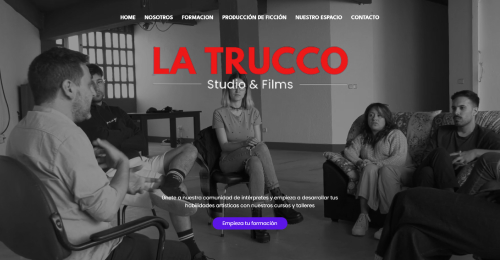 HOME NOSOTROS FORMACION PRODUCCIÓN DE FICCIÓN NUESTRO ESPACIO CONTACTO
LA TRUCCO
Studio & Films
Únete a nuestra comunidad de intérpretes y empieza a desarrollar tus
habilidades artísticas con nuestros cursos y talleres
Empieza tu formación